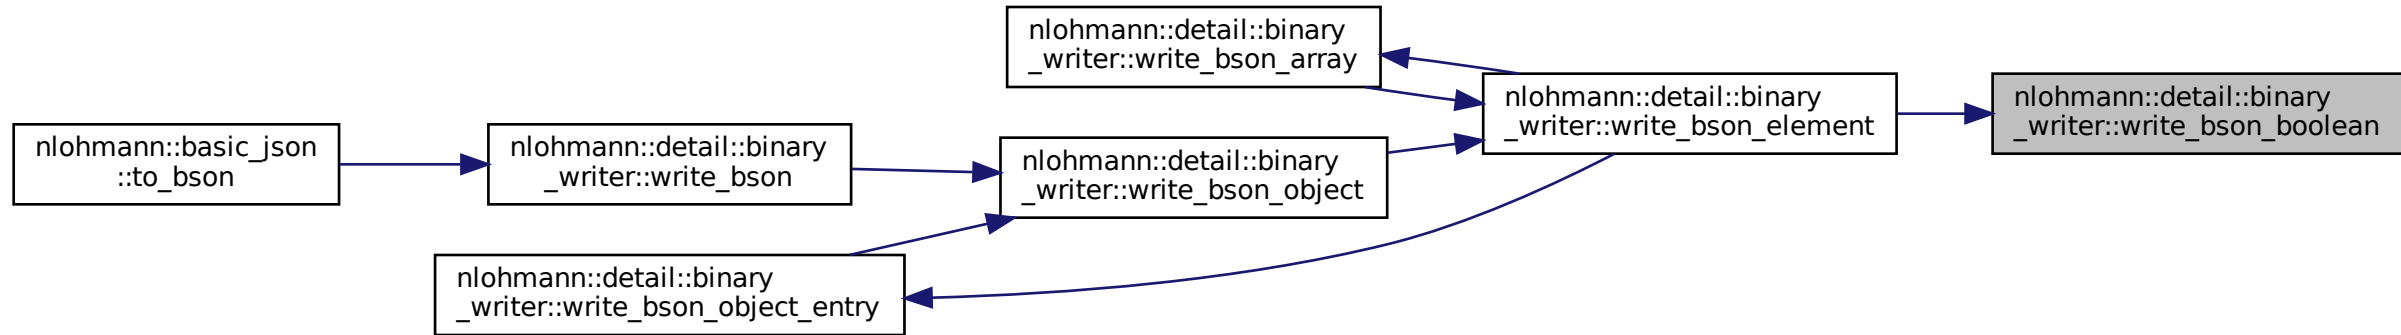 nlohmann::basic_json
::to_bson
nlohmann::detail::binary
_writer::write_bson
nlohmann::detail::binary
_writer::write_bson_array
nlohmann::detail::binary
_writer::write_bson_object
nlohmann::detail::binary
_writer::write_bson_object_entry
nlohmann::detail::binary
_writer::write_bson_element
nlohmann::detail::binary
_writer::write_bson_boolean